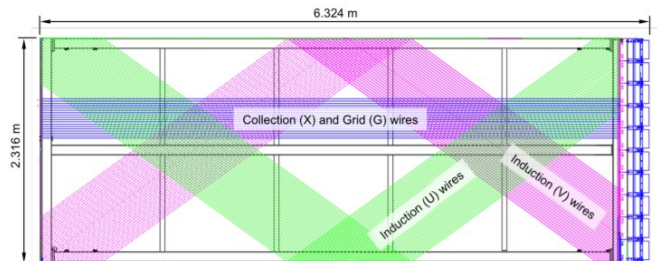 6.324 m
2.316 m
Collection (X) and Grid (G) wires
Induction (U) wires
Induction (V) wires